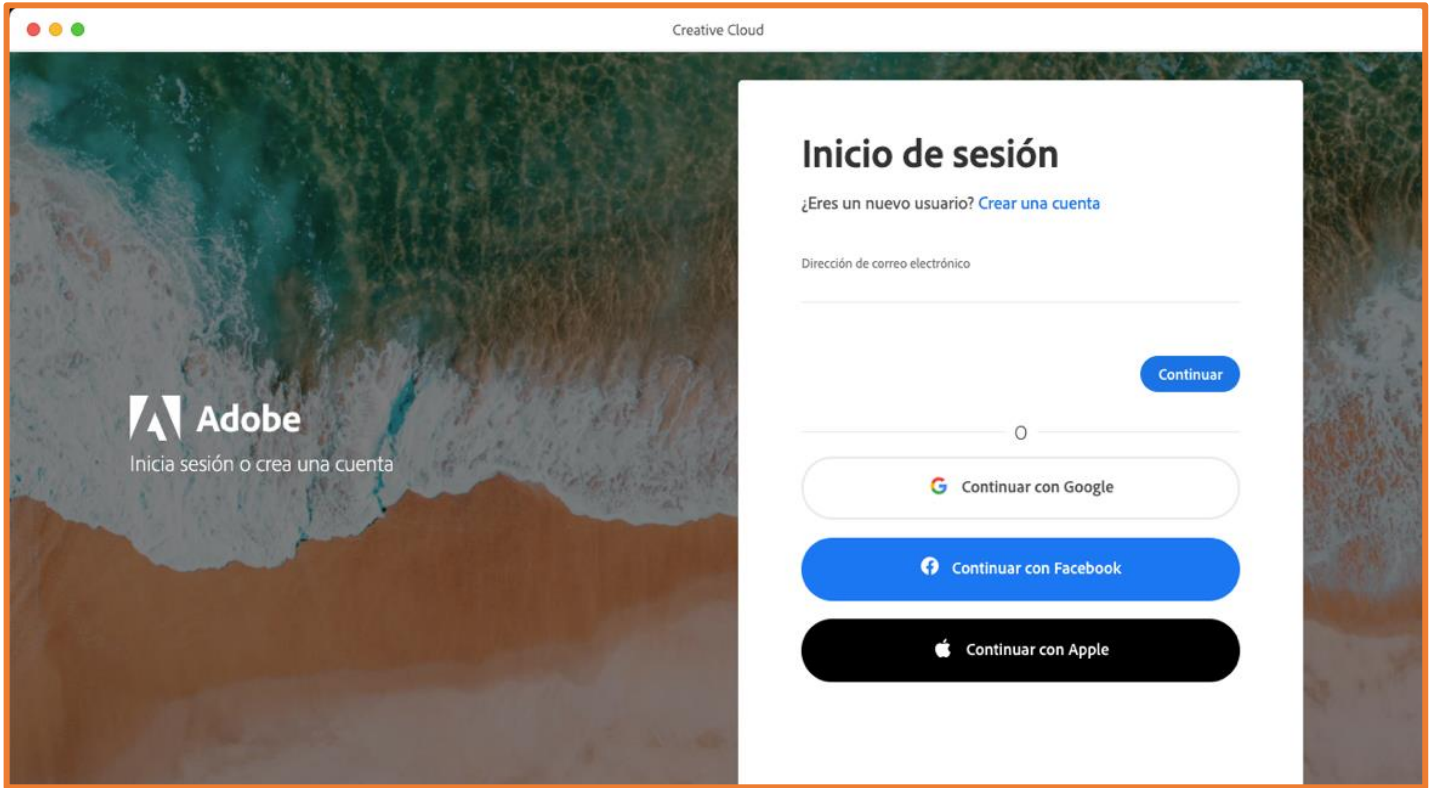 Creative Cloud
Adobe
Inicia sesión o crea una cuenta
Inicio de sesión
¿Eres un nuevo usuario? Crear una cuenta
Dirección de correo electrónico
Continuar
O
Continuar con Google
Continuar con Facebook
Continuar con Apple